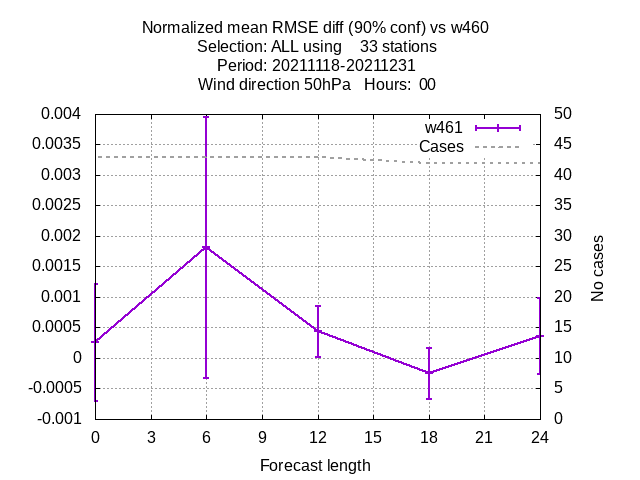 Normalized mean RMSE diff (90% conf) vs w460
Selection: ALL using    33 stations
Period: 20211118-20211231
Wind direction 50hPa   Hours:  00
0.004
0.0035
0.003
0.0025
0.002
0.0015
0.001
0.0005
0
-0.0005
-0.001
w461
Cases
50
45
40
35
30
25
20
15
10
5
0
No cases
0 3 6 9 12 15 18 21 24
Forecast length